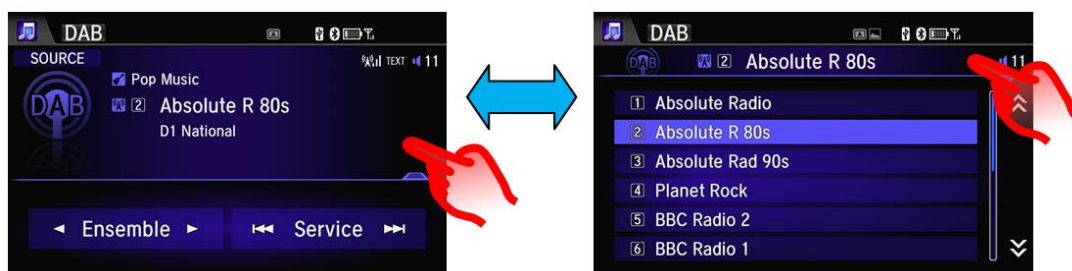 DAB
SOURCE
TEXT 11
Pop Music
DAB
2 Absolute R 80s
D1 National
Ensemble
Service
DAB
DAB 2 Absolute R 80s 11
1 Absolute Radio
2 Absolute R 80s
3 Absolute Rad 90s
4 Planet Rock
5 BBC Radio 2
6 BBC Radio 1